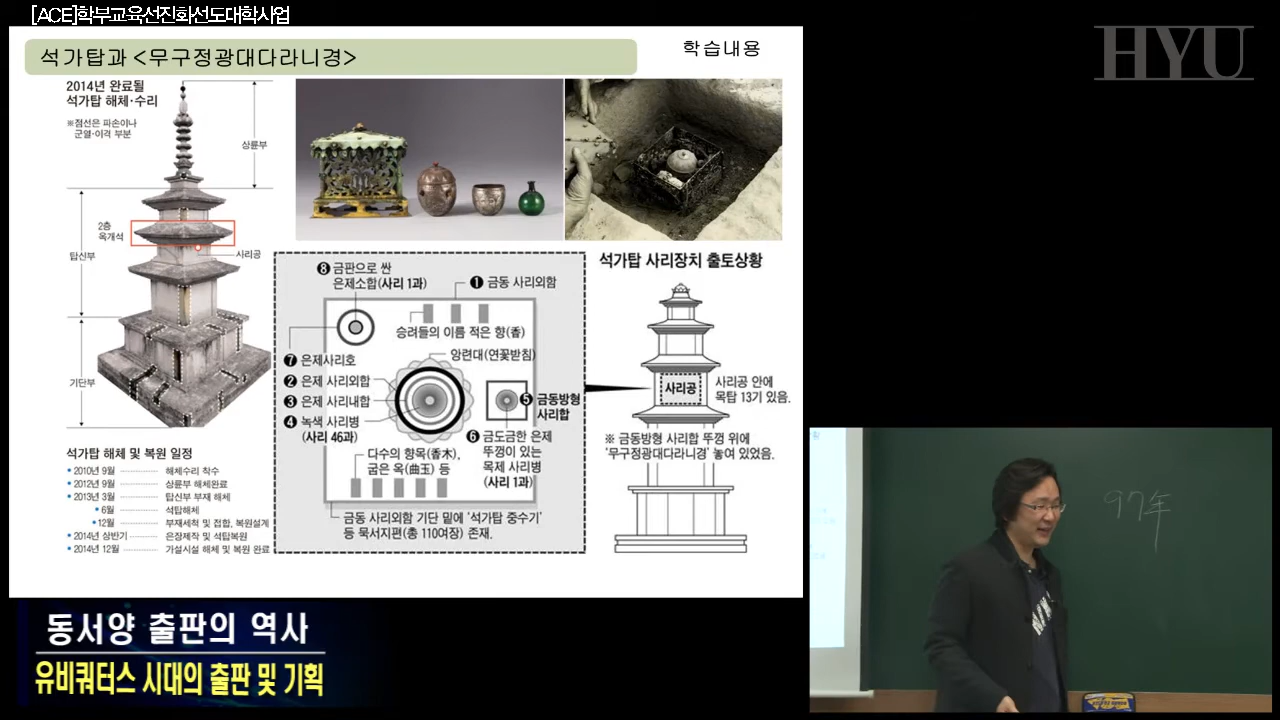 [ACE]학부교육선진화선도대학사업
석가탑과 <무구정광대다라니경>
학습내용
HYU
2014년 완료될
석가탑 해체·수리
※점선은 파손이나
균열·이격 부분
상륜부
2층
옥개석
탑신부
사리공
기단부
석가탑 해체 및 복원 일정
• 2010년 9월 해체수리 착수
• 2012년 9월 상륜부 해체완료
• 2013년 3월 탑신부 부재 해체
• 6월 석탑해체
• 12월 부재세척 및 접합, 복원설계
• 2014년 상반기 은장제작 및 석탑복원
• 2014년 12월 가설시설 해체 및 복원 완료
❽ 금판으로 싼
은제소합(사리 1과)
❶ 금동 사리외함
승려들의 이름 적은 향(香)
앙련대(연꽃받침)
❼ 은제사리호
❷ 은제 사리외합
❸ 은제 사리내합
❹ 녹색 사리병
(사리 46과)
❺ 금동방형
사리합
❻ 금도금한 은제
뚜껑이 있는
목제 사리병
(사리 1과)
다수의 향목(香木),
굽은 옥(曲玉) 등
금동 사리외함 기단 밑에 '석가탑 중수기'
등 묵서지편(총 110여장) 존재.
석가탑 사리장치 출토상황
사리공
사리공 안에
목탑 13기 있음.
※ 금동방형 사리합 뚜껑 위에
'무구정광대다라니경' 놓여 있었음.
97年
동서양 출판의 역사
유비쿼터스 시대의 출판 및 기획